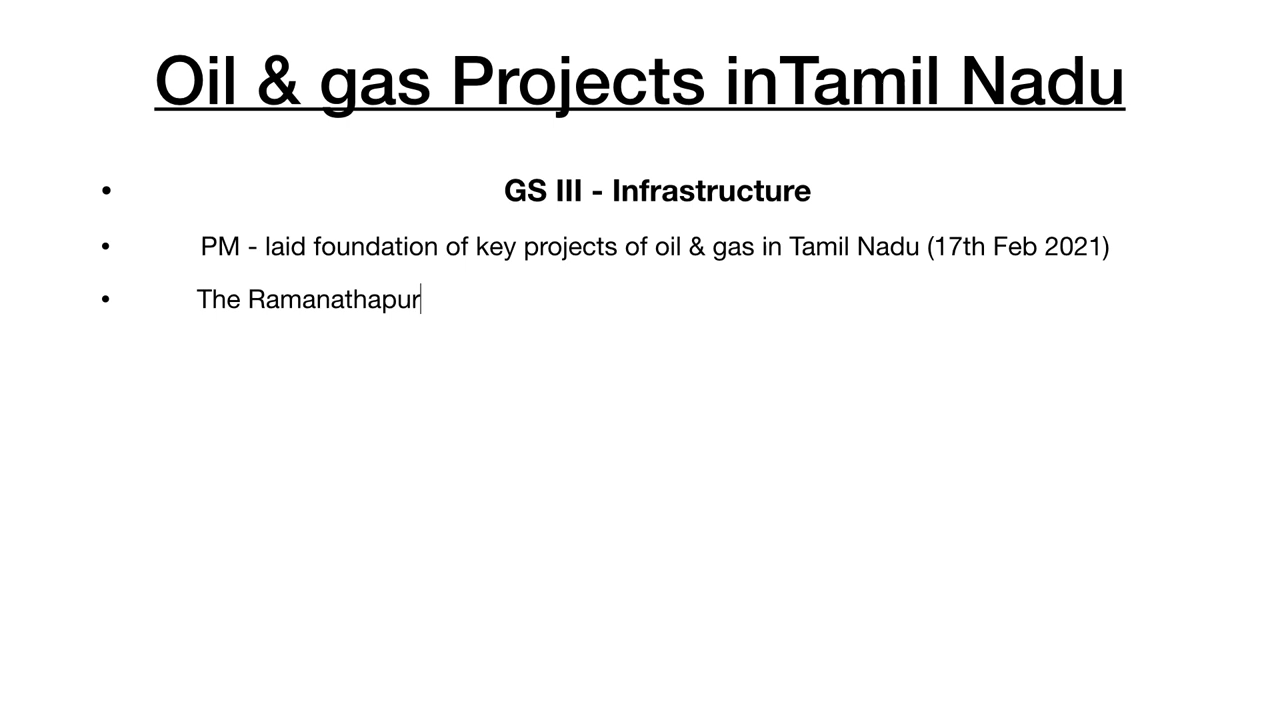 Oil & gas Projects inTamil Nadu
• GS III - Infrastructure
• PM - laid foundation of key projects of oil & gas in Tamil Nadu (17th Feb 2021)
• The Ramanathapur